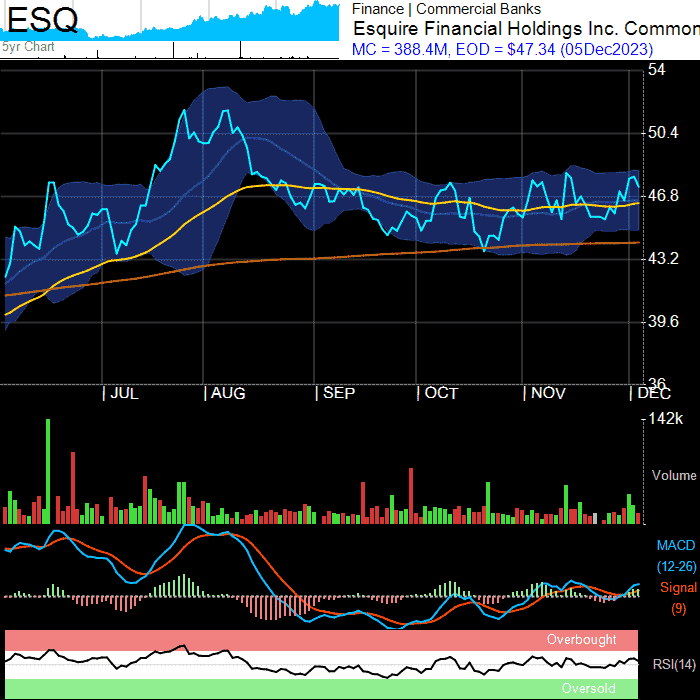 ESQ
5yr Chart
Finance | Commercial Banks
Esquire Financial Holdings Inc. Common
MC = 388.4M, EOD = $47.34 (05Dec2023)
54
50.4
46.8
43.2
39.6
36
JUL AUG SEP OCT NOV DEC
142k
Volume
MACD
(12-26)
Signal
(9)
Overbought
RSI(14)
Oversold